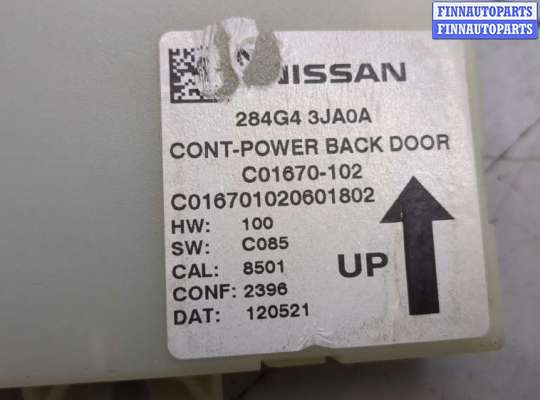 FINNAUTOPARTS
FINNAUTOPARTS
NISSAN
284G4 3JA0A
CONT-POWER BACK DOOR
C01670-102
C016701020601802
HW: 100
SW: C085
CAL: 8501
CONF: 2396
DAT: 120521
UP